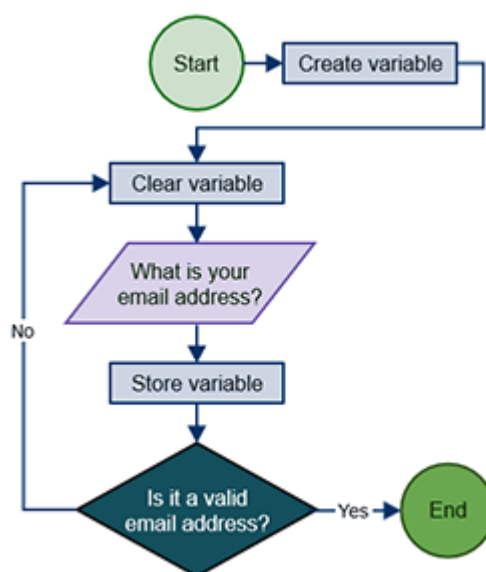 Start
Create variable
Clear variable
What is your
email address?
No
Store variable
Is it a valid
email address?
Yes
End